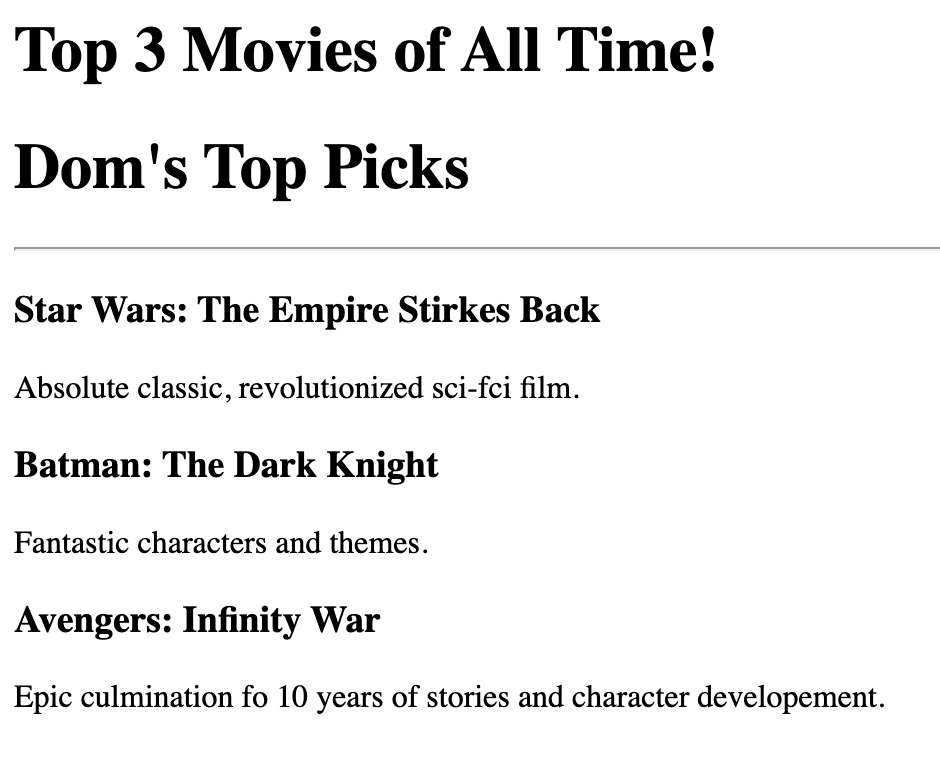 Top 3 Movies of All Time!
Dom's Top Picks
Star Wars: The Empire Stirkes Back
Absolute classic, revolutionized sci-fci film.
Batman: The Dark Knight
Fantastic characters and themes.
Avengers: Infinity War
Epic culmination fo 10 years of stories and character developement.